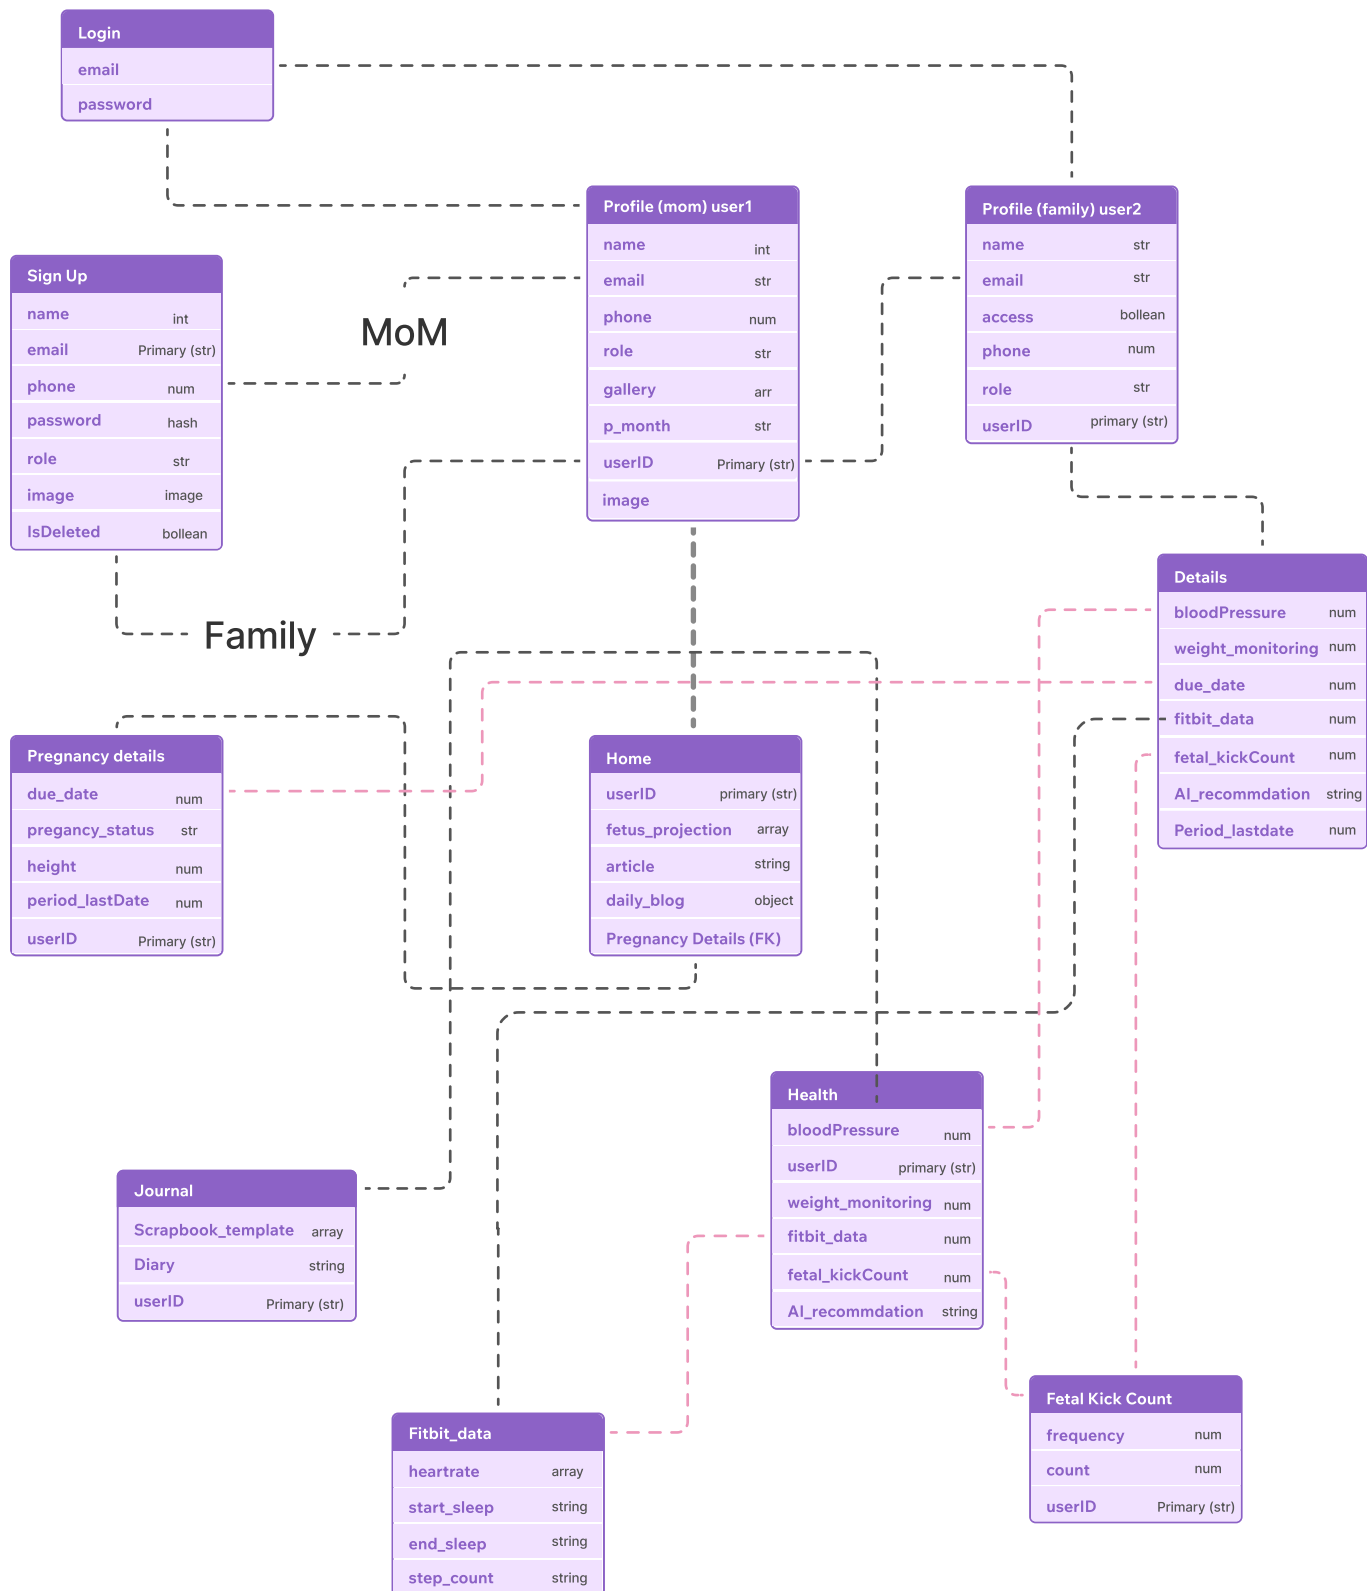 Login
email
password
Profile (mom) user1
name int
email str
phone num
role str
gallery arr
p_month str
userID Primary (str)
image
Profile (family) user2
name str
email str
access bollean
phone num
role str
userID primary (str)
Sign Up
name int
email Primary (str)
phone num
password hash
role str
image image
IsDeleted bollean
MoM
Family
Details
bloodPressure num
weight_monitoring num
due_date num
fitbit_data num
fetal_kickCount num
AI_recommdation string
Period_lastdate num
Pregnancy details
due_date num
pregancy_status str
height num
period_lastDate num
userID Primary (str)
Home
userID primary (str)
fetus_projection array
article string
daily_blog object
Pregnancy Details (FK)
Health
bloodPressure num
userID primary (str)
weight_monitoring num
fitbit_data num
fetal_kickCount num
AI_recommdation string
Journal
Scrapbook_template array
Diary string
userID Primary (str)
Fetal Kick Count
frequency num
count num
userID Primary (str)
Fitbit_data
heartrate array
start_sleep string
end_sleep string
step_count string